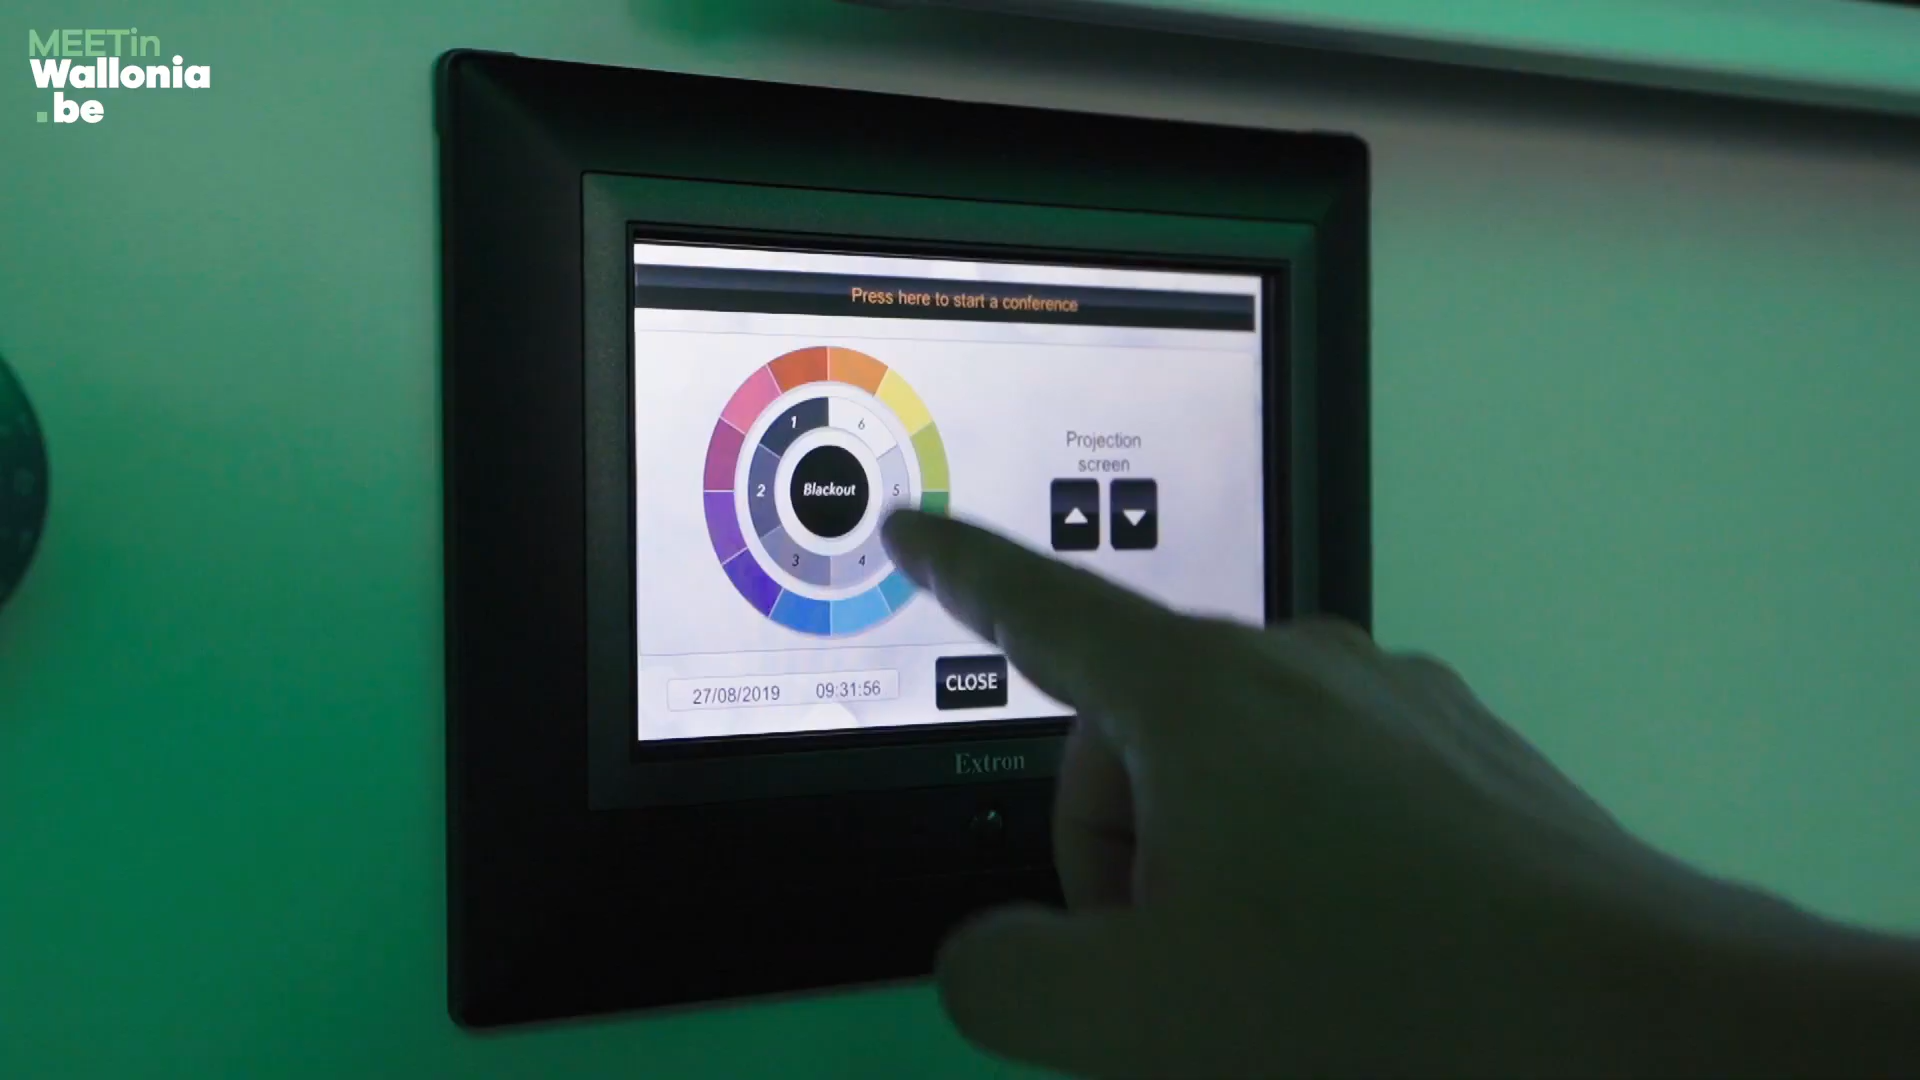 MEETin
Wallonia
.be
Press here to start a conference
1
6
2
Blackout
5
3
4
Projection
screen
27/08/2019 09:31:56
CLOSE
Extron